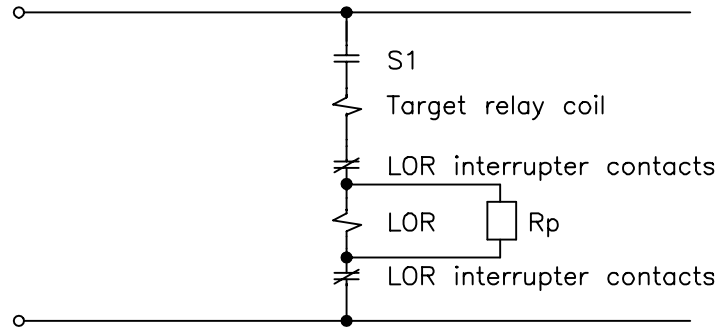 S1
Target relay coil
LOR interrupter contacts
LOR
Rp
LOR interrupter contacts